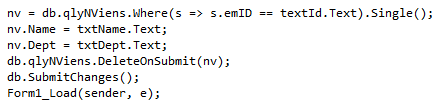 nv = db.qlyNViens.Where(s => s.emID == textId.Text).Single();
nv.Name = txtName.Text;
nv.Dept = txtDept.Text;
db.qlyNViens.DeleteOnSubmit(nv);
db.SubmitChanges();
Form1_Load(sender, e);